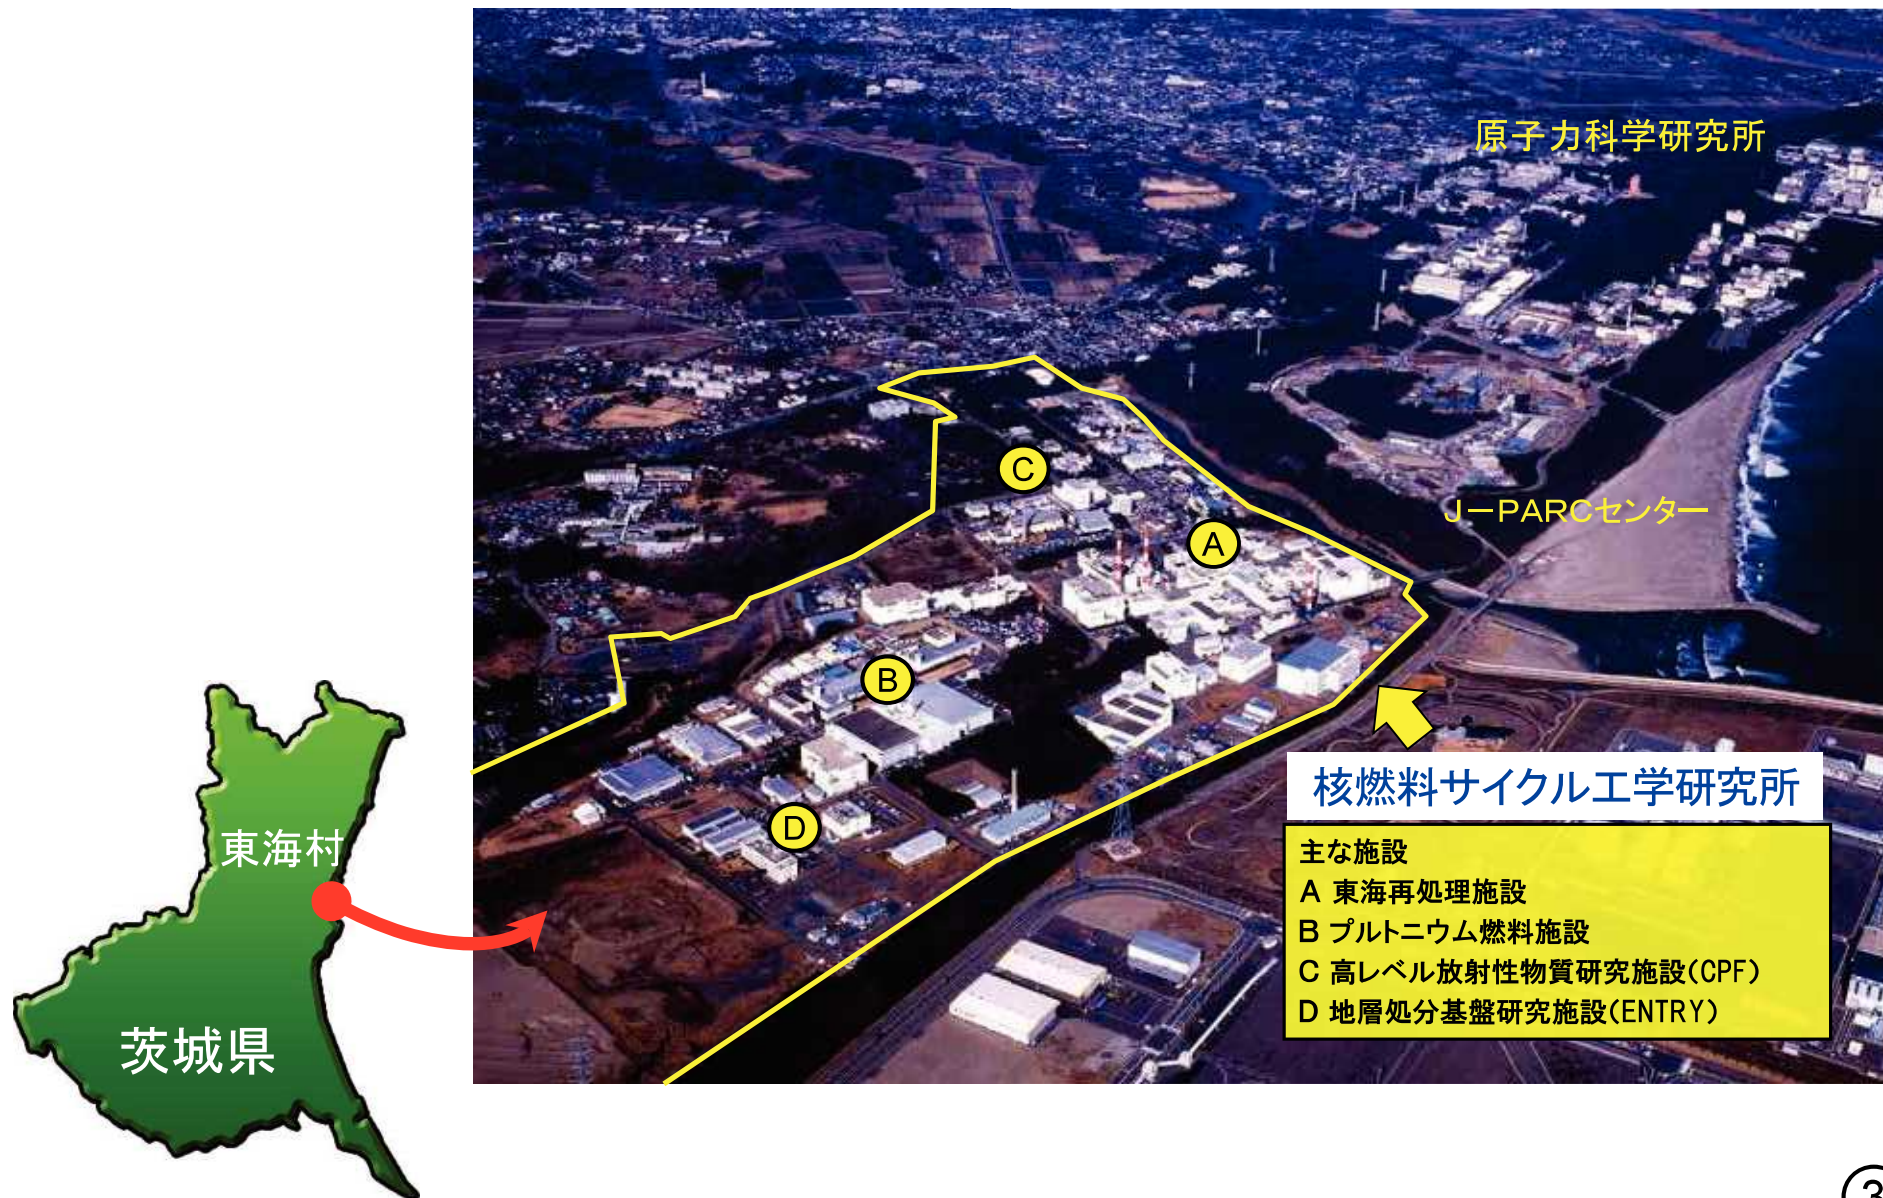 原子力科学研究所
C
J－PARCセンター
A
B
D
核燃料サイクル工学研究所
主な施設
A 東海再処理施設
B プルトニウム燃料施設
C 高レベル放射性物質研究施設(CPF)
D 地層処分基盤研究施設(ENTRY)
東海村
茨城県
3